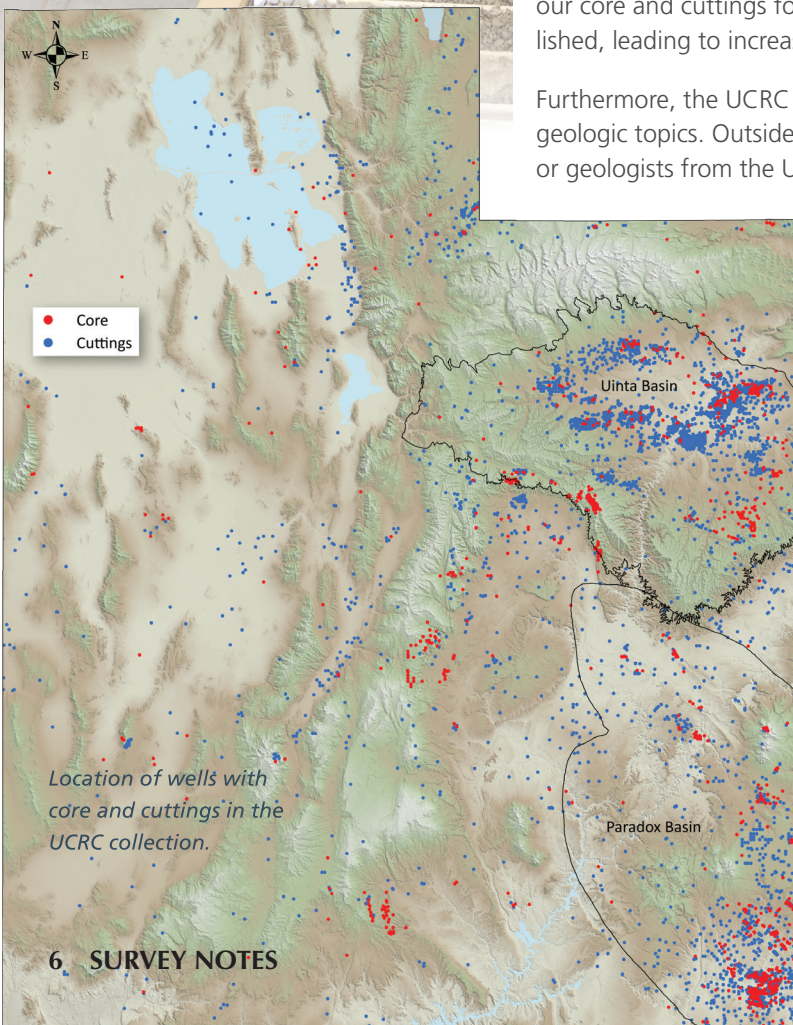 our core and cuttings fo
lished, leading to increas
Furthermore, the UCRC
geologic topics. Outside
or geologists from the U
N
W E
S
Core
Cuttings
Uinta Basin
Paradox Basin
Location of wells with
core and cuttings in the
UCRC collection.
6 SURVEY NOTES